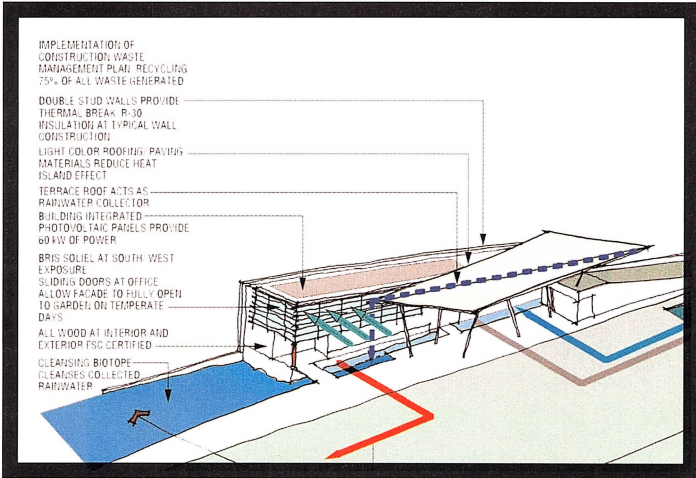 IMPLEMENTATION OF
CONSTRUCTION WASTE
MANAGEMENT PLAN RECYCLING
75% OF ALL WASTE GENERATED
DOUBLE STUD WALLS PROVIDE
THERMAL BREAK R-30
INSULATION AT TYPICAL WALL
CONSTRUCTION
LIGHT COLOR ROOFING/PAVING
MATERIALS REDUCE HEAT
ISLAND EFFECT
TERRACE ROOF ACTS AS
RAINWATER COLLECTOR
BUILDING INTEGRATED
PHOTOVOLTAIC PANELS PROVIDE
60 kW OF POWER
BRIS SOLIEL AT SOUTH WEST
EXPOSURE
SLIDING DOORS AT OFFICE
ALLOW FACADE TO FULLY OPEN
TO GARDEN ON TEMPERATE
DAYS
ALL WOOD AT INTERIOR AND
EXTERIOR FSC CERTIFIED
CLEANSING BIOTOPE
CLEANSES COLLECTED
RAINWATER